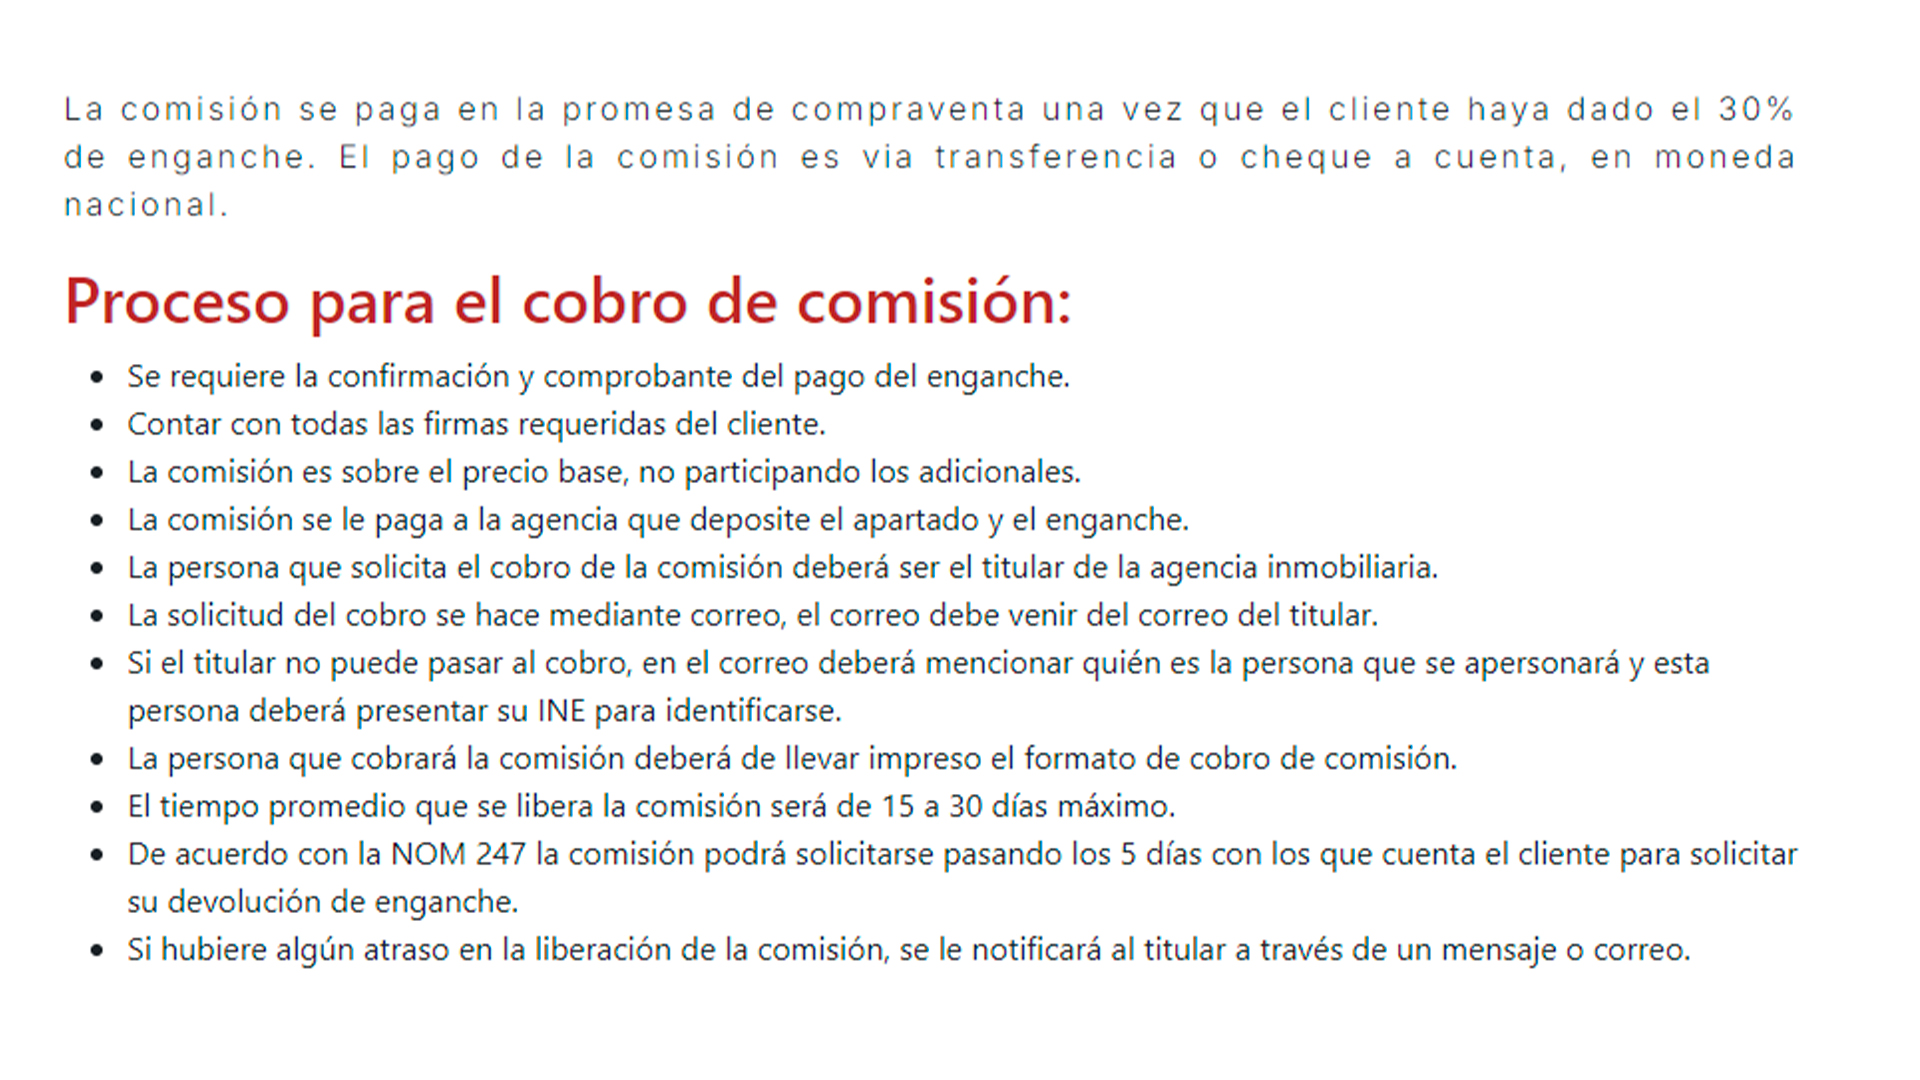 La comisión se paga en la promesa de compraventa una vez que el cliente haya dado el 30%
de enganche. El pago de la comisión es via transferencia o cheque a cuenta, en moneda
nacional.
Proceso para el cobro de comisión:
• Se requiere la confirmación y comprobante del pago del enganche.
• Contar con todas las firmas requeridas del cliente.
• La comisión es sobre el precio base, no participando los adicionales.
• La comisión se le paga a la agencia que deposite el apartado y el enganche.
• La persona que solicita el cobro de la comisión deberá ser el titular de la agencia inmobiliaria.
• La solicitud del cobro se hace mediante correo, el correo debe venir del correo del titular.
• Si el titular no puede pasar al cobro, en el correo deberá mencionar quién es la persona que se apersonará y esta
persona deberá presentar su INE para identificarse.
• La persona que cobrará la comisión deberá de llevar impreso el formato de cobro de comisión.
• El tiempo promedio que se libera la comisión será de 15 a 30 días máximo.
• De acuerdo con la NOM 247 la comisión podrá solicitarse pasando los 5 días con los que cuenta el cliente para solicitar
su devolución de enganche.
• Si hubiere algún atraso en la liberación de la comisión, se le notificará al titular a través de un mensaje o correo.